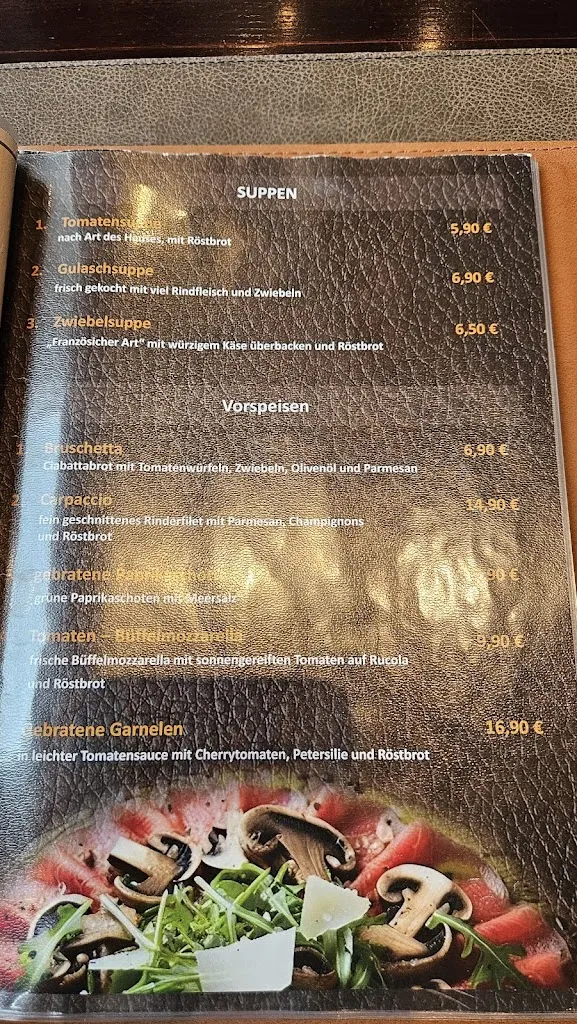 SUPPEN
1. Tomatensuppe 5,90 €
nach Art des Hauses, mit Röstbrot
2. Gulaschsuppe 6,90 €
frisch gekocht mit viel Rindfleisch und Zwiebeln
3. Zwiebelsuppe 6,50 €
„Französicher Art“ mit würzigem Käse überbacken und Röstbrot
Vorspeisen
1. Bruschetta 6,90 €
Ciabattabrot mit Tomatenwürfeln, Zwiebeln, Olivenöl und Parmesan
2. Carpaccio 14,90 €
fein geschnittenes Rinderfilet mit Parmesan, Champignons
und Röstbrot
gebratene €
grüne Paprikaschoten mit Meersalz
Tomaten – Büffelmozzarella 9,90 €
frische Büffelmozzarella mit sonnengereiften Tomaten auf Rucola
und Röstbrot
gebratene Garnelen 16,90 €
in leichter Tomatensauce mit Cherrytomaten, Petersilie und Röstbrot